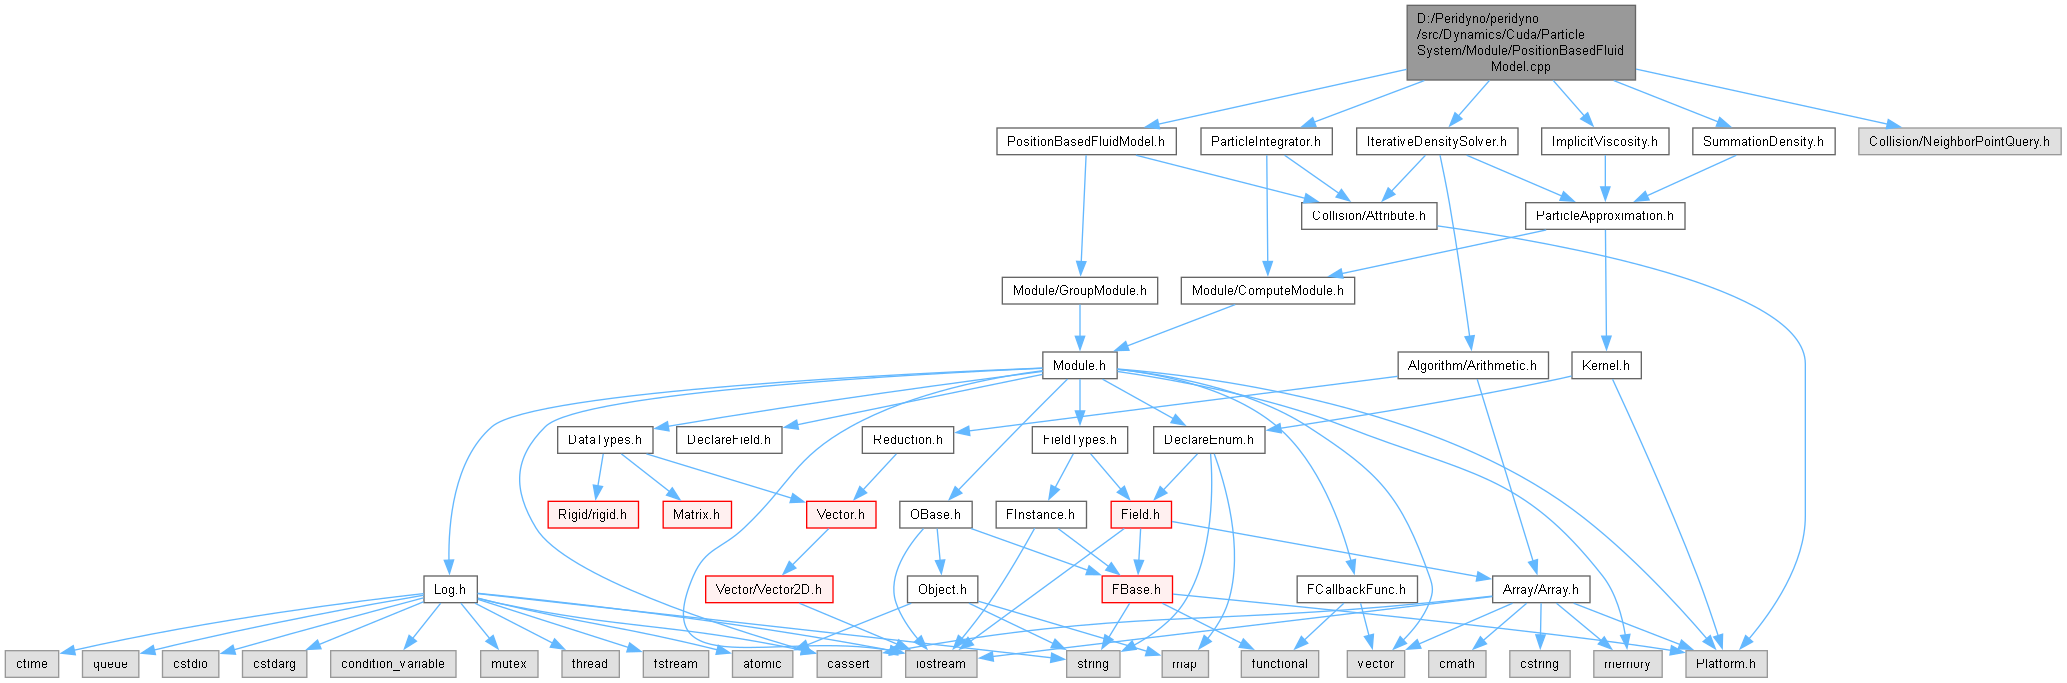 D:/Peridyno/peridyno
/src/Dynamics/Cuda/Particle
System/Module/PositionBasedFluid
Model.cpp
PositionBasedFluidModel.h
ParticleIntegrator.h
IterativeDensitySolver.h
ImplicitViscosity.h
SummationDensity.h
Collision/NeighborPointQuery.h
Collision/Attribute.h
ParticleApproximation.h
Module/GroupModule.h
Module/ComputeModule.h
Module.h
Algorithm/Arithmetic.h
Kernel.h
DataTypes.h
DeclareField.h
Reduction.h
FieldTypes.h
DeclareEnum.h
Rigid/rigid.h
Matrix.h
Vector.h
OBase.h
FInstance.h
Field.h
Log.h
Vector/Vector2D.h
Object.h
FBase.h
FCallbackFunc.h
Array/Array.h
ctime
queue
cstdio
cstdarg
condition_variable
mutex
thread
fstream
atomic
cassert
iostream
string
map
functional
vector
cmath
cstring
memory
Platform.h